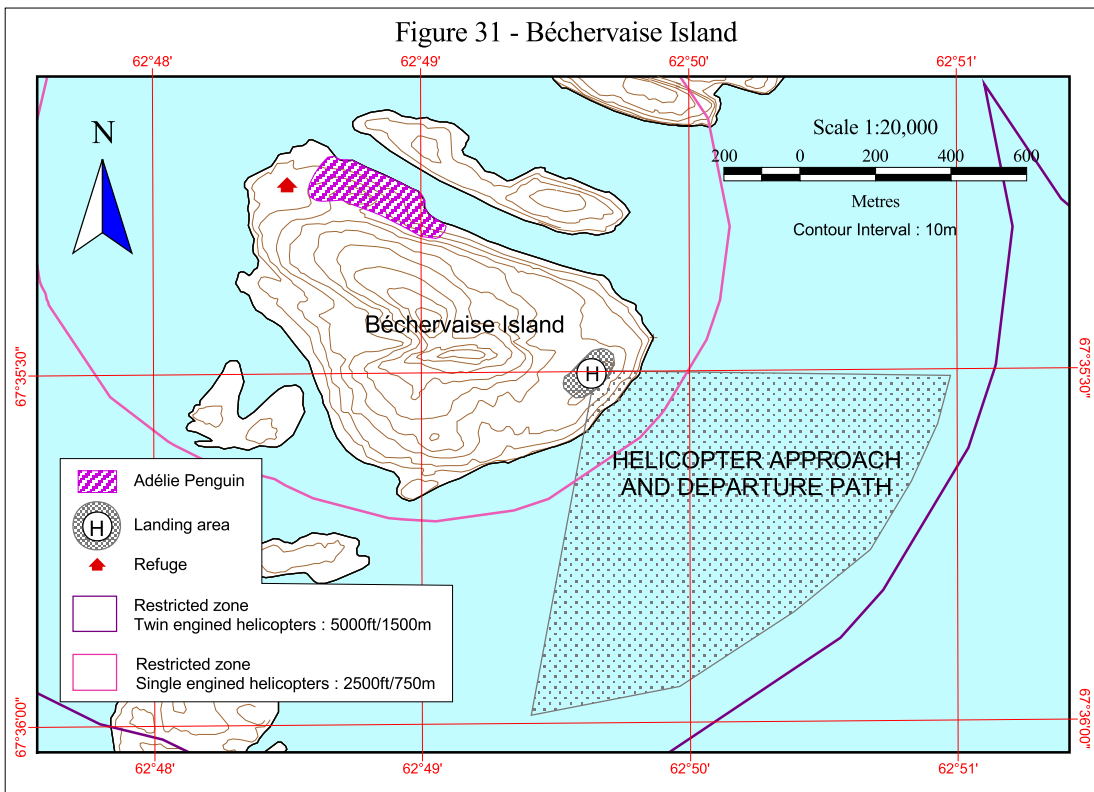 Figure 31 - Béchervaise Island
62°48'
62°49'
62°50'
62°51'
N
Scale 1:20,000
200 0 200 400 600
Metres
Contour Interval : 10m
Béchervaise Island
67°35'30"
67°35'30"
H
HELICOPTER APPROACH
AND DEPARTURE PATH
Adélie Penguin
H
Landing area
Refuge
Restricted zone
Twin engined helicopters : 5000ft/1500m
Restricted zone
Single engined helicopters : 2500ft/750m
67°36'00"
67°36'00"
62°48'
62°49'
62°50'
62°51'